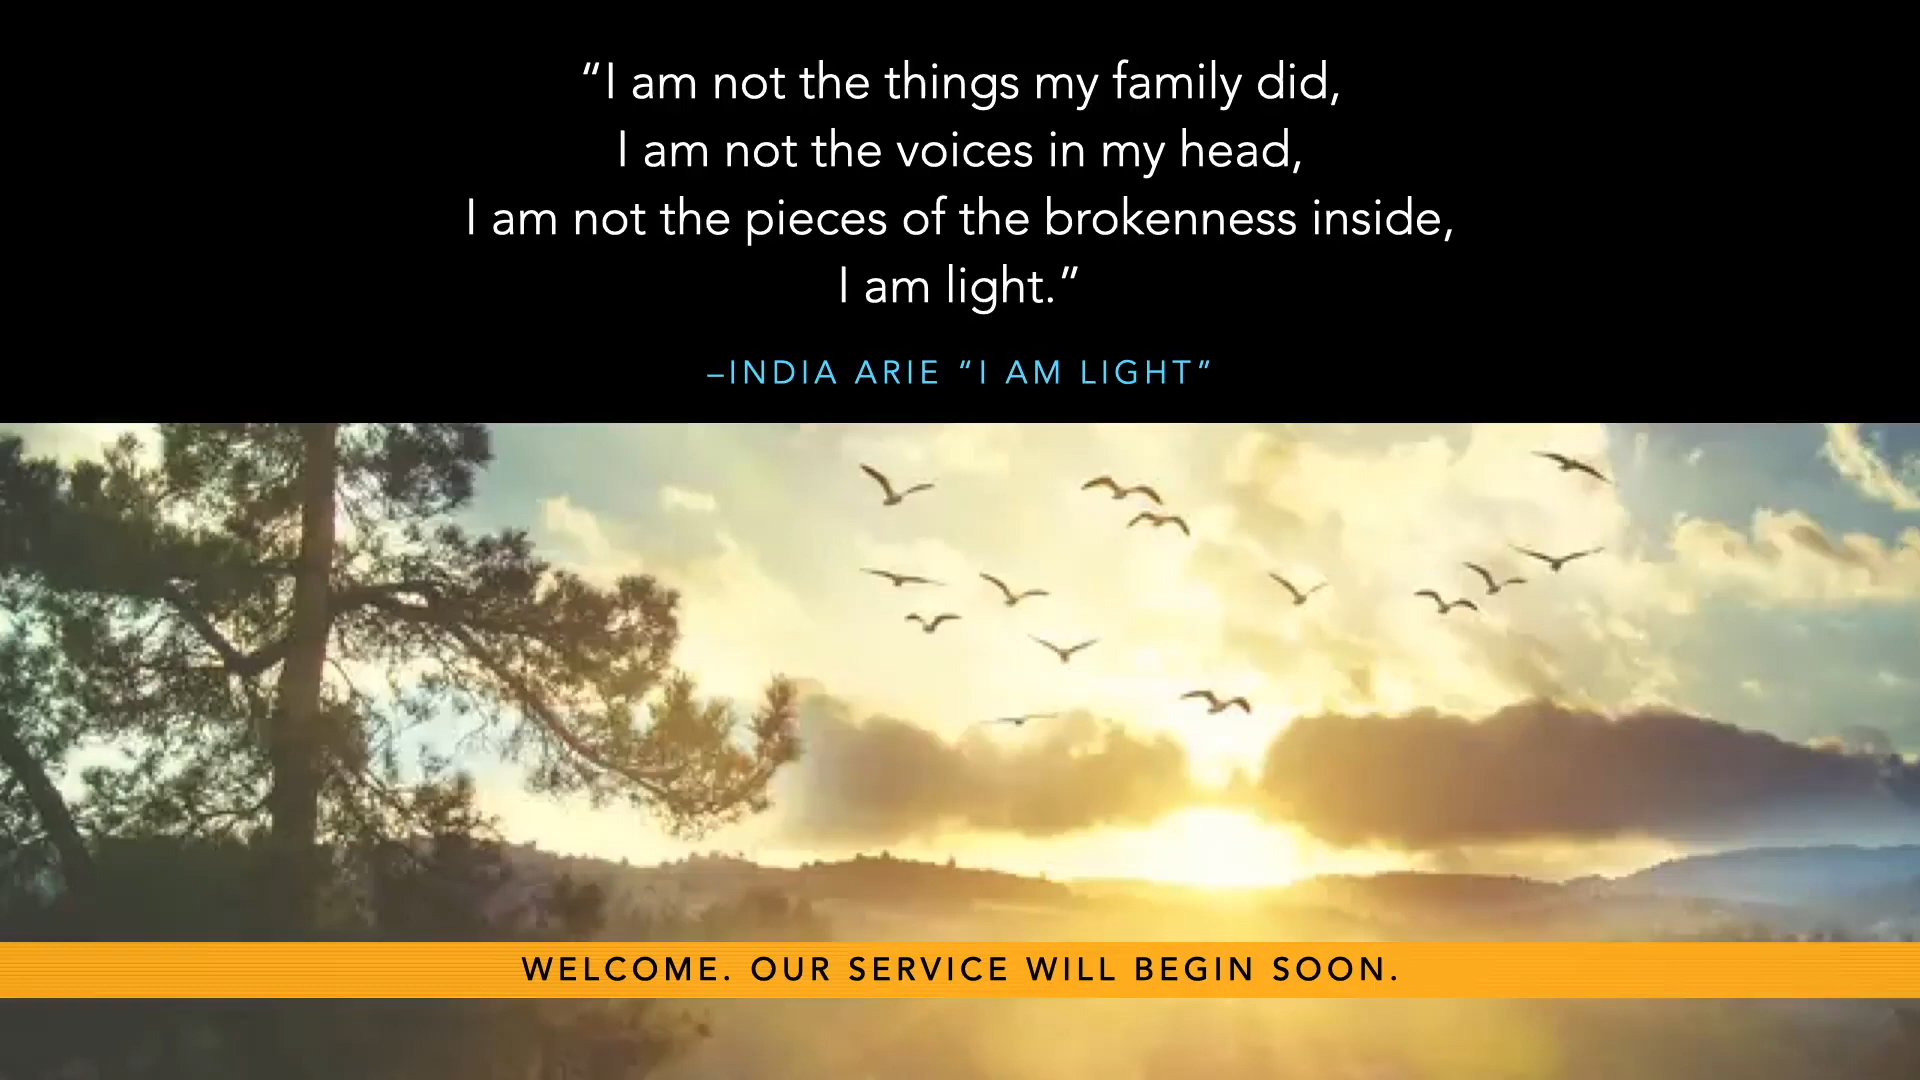 “I am not the things my family did,
I am not the voices in my head,
I am not the pieces of the brokenness inside,
I am light.”
–INDIA ARIE “I AM LIGHT”
WELCOME. OUR SERVICE WILL BEGIN SOON.